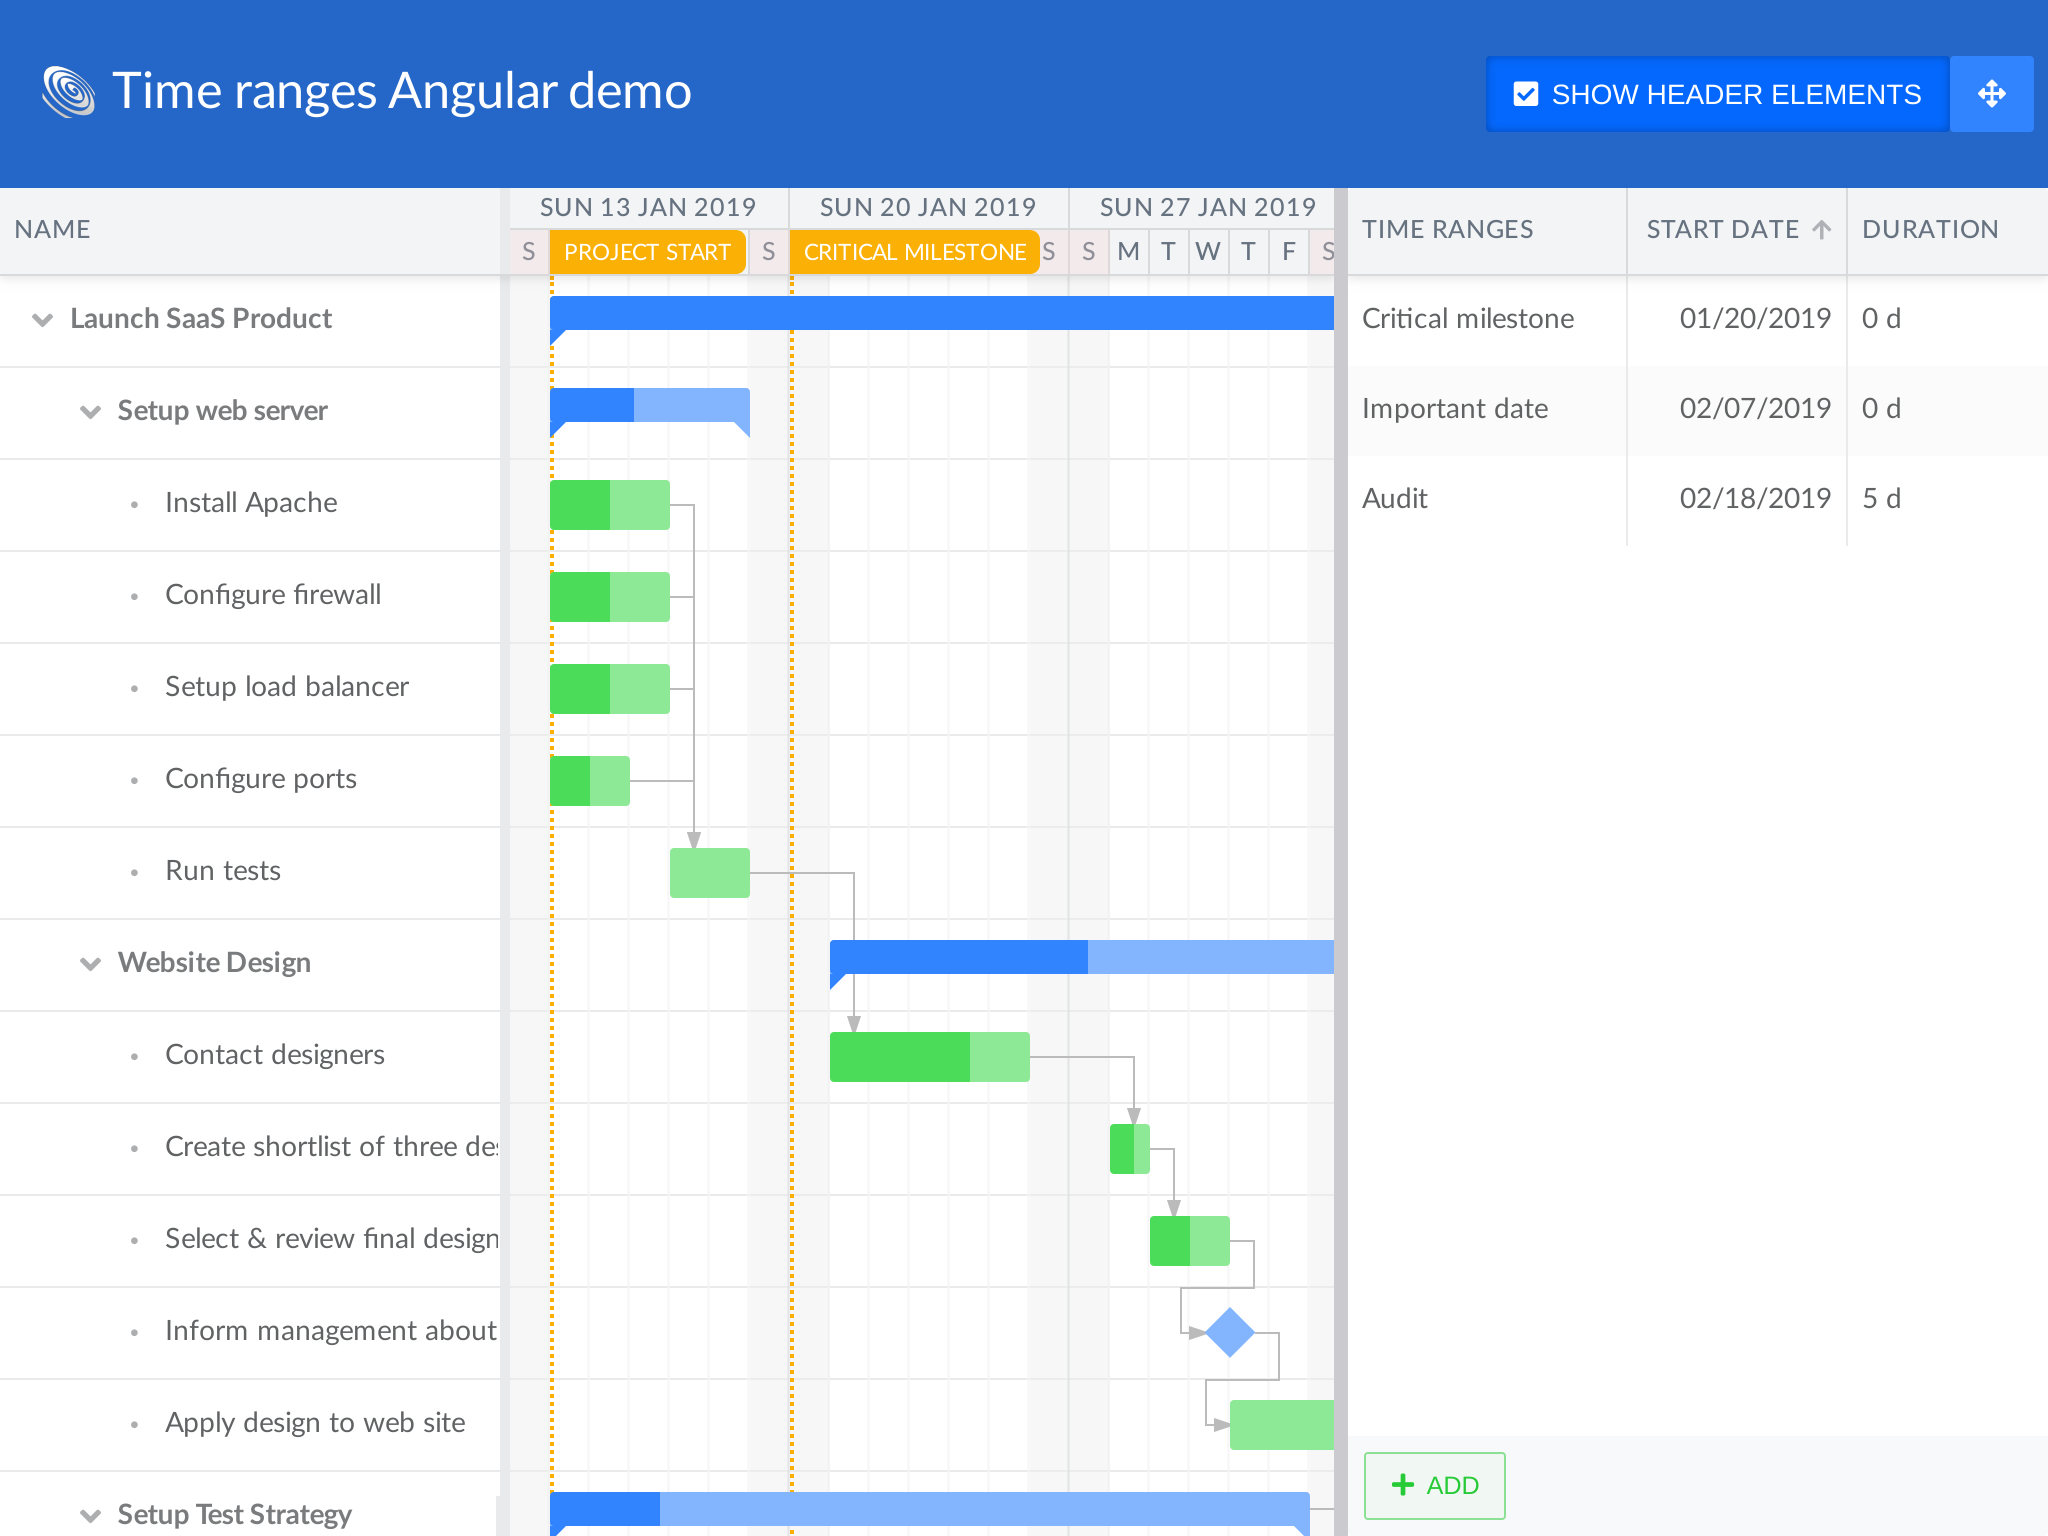 Time ranges Angular demo
SHOW HEADER ELEMENTS
NAME
SUN 13 JAN 2019
SUN 20 JAN 2019
SUN 27 JAN 2019
S
PROJECT START
S
CRITICAL MILESTONE
S
S
M
T
W
T
F
S
TIME RANGES
START DATE
DURATION
Launch SaaS Product
Setup web server
Install Apache
Configure firewall
Setup load balancer
Configure ports
Run tests
Website Design
Contact designers
Create shortlist of three des
Select & review final design
Inform management about
Apply design to web site
Setup Test Strategy
Critical milestone 01/20/2019 0 d
Important date 02/07/2019 0 d
Audit 02/18/2019 5 d
ADD